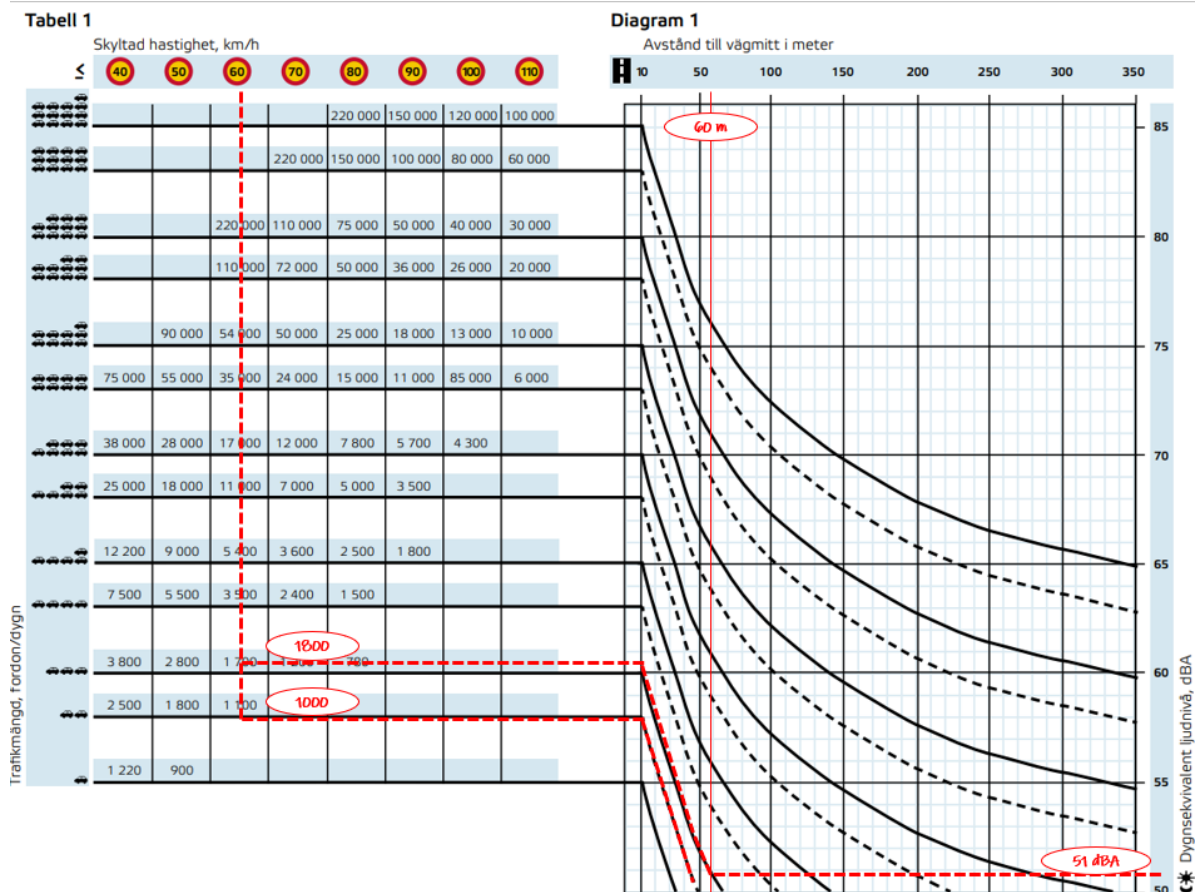 Tabell 1
Diagram 1
Skyltad hastighet, km/h
Avstånd till vägmitt i meter
≤ 40 50 60 70 80 90 100 110
10 50 100 150 200 250 300 350
220 000 150 000 120 000 100 000
85
60 m
220 000 150 000 100 000 80 000 60 000
220 000 110 000 75 000 50 000 40 000 30 000
80
110 000 72 000 50 000 36 000 26 000 20 000
90 000 54 000 50 000 25 000 18 000 13 000 10 000
75
75 000 55 000 35 000 24 000 15 000 11 000 85 000 6 000
38 000 28 000 17 000 12 000 7 800 5 700 4 300
70
25 000 18 000 11 000 7 000 5 000 3 500
12 200 9 000 5 400 3 600 2 500 1 800
65
7 500 5 500 3 500 2 400 1 500
1800
3 800 2 800 1 700 700
60
2 500 1 800 1 100
1000
1 220 900
55
51 dBA
50
Trafikmängd, fordon/dygn
Dygnsekvivalent ljudnivå, dBA